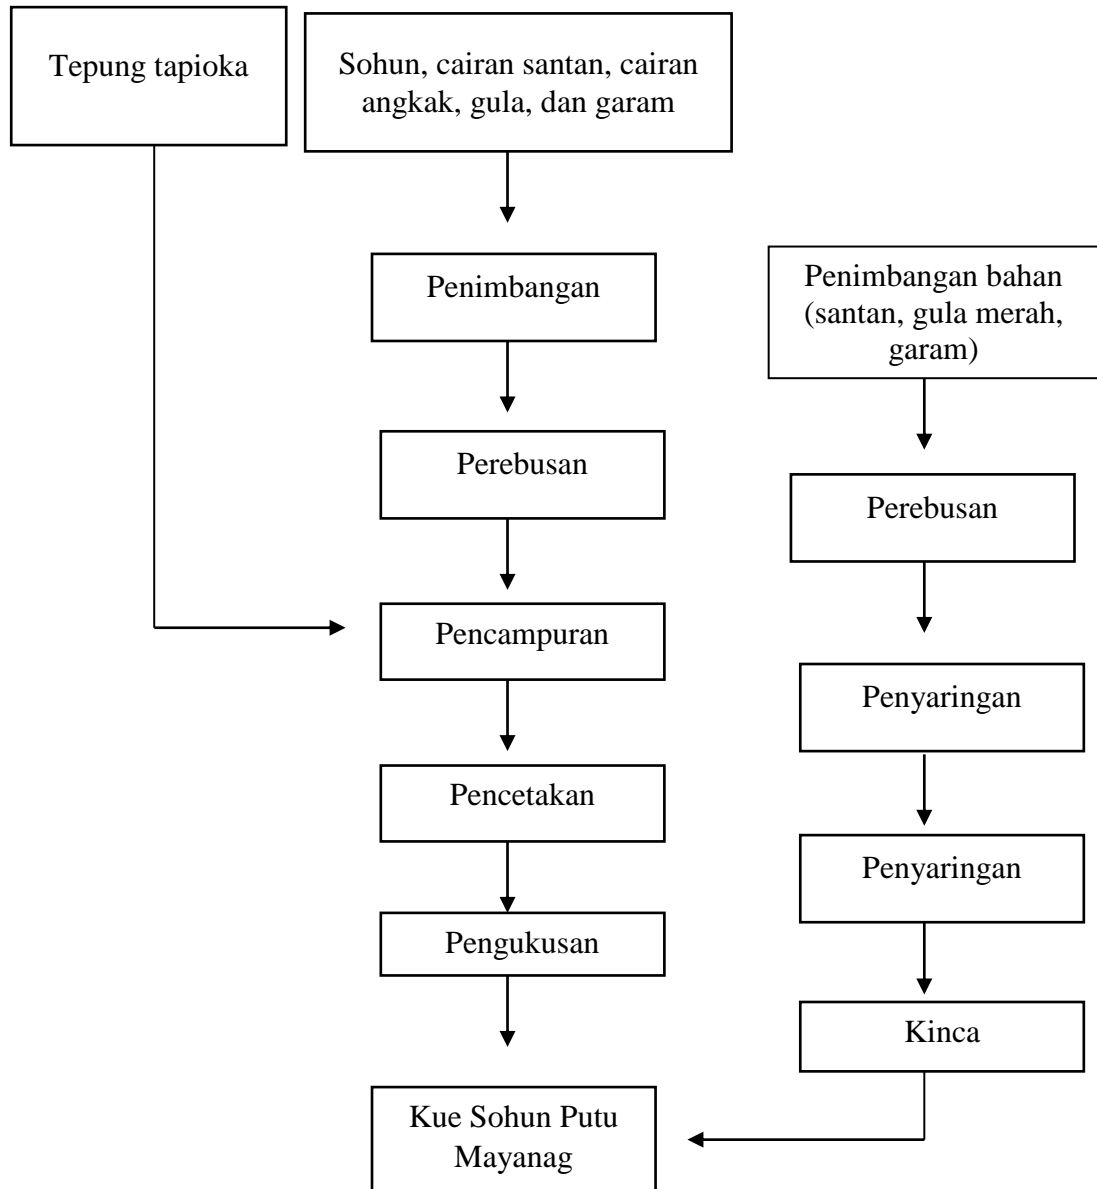 Tepung tapioka
Sohun, cairan santan, cairan
angkak, gula, dan garam
Penimbangan
Perebusan
Pencampuran
Pencetakan
Pengukusan
Kue Sohun Putu
Mayanag
Penimbangan bahan
(santan, gula merah,
garam)
Perebusan
Penyaringan
Penyaringan
Kinca